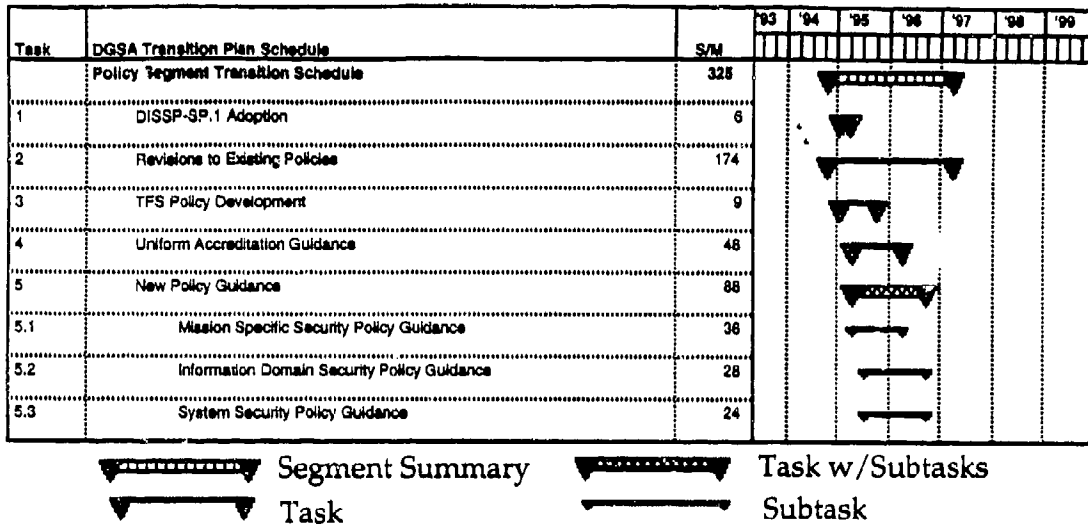 '93 '94 '95 '96 '97 '98 '99
Task DGSA Transition Plan Schedule S/M
Policy Segment Transition Schedule 325
1 DISSP-SP.1 Adoption 6
2 Revisions to Existing Policies 174
3 TFS Policy Development 9
4 Uniform Accreditation Guidance 48
5 New Policy Guidance 88
5.1 Mission Specific Security Policy Guidance 36
5.2 Information Domain Security Policy Guidance 28
5.3 System Security Policy Guidance 24
Segment Summary Task w/Subtasks
Task Subtask